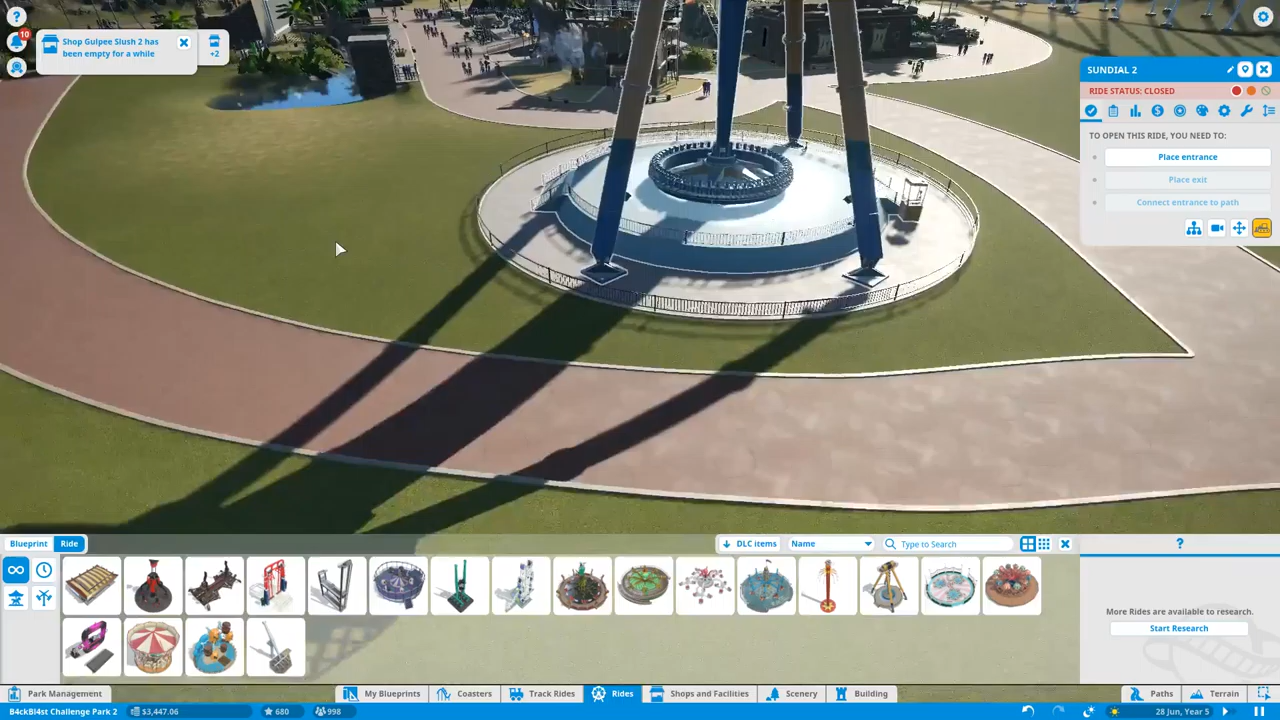 ?
10
Shop Gulpee Slush 2 has
been empty for a while
+2
SUNDIAL 2
RIDE STATUS: CLOSED
TO OPEN THIS RIDE, YOU NEED TO:
Place entrance
Place exit
Connect entrance to path
Blueprint
Ride
DLC items
Name
Type to Search
?
More Rides are available to research.
Start Research
Park Management
My Blueprints
Coasters
Track Rides
Rides
Shops and Facilities
Scenery
Building
Paths
Terrain
B4ckBl4st Challenge Park 2
$3,447.06
680
998
28 Jun, Year 5